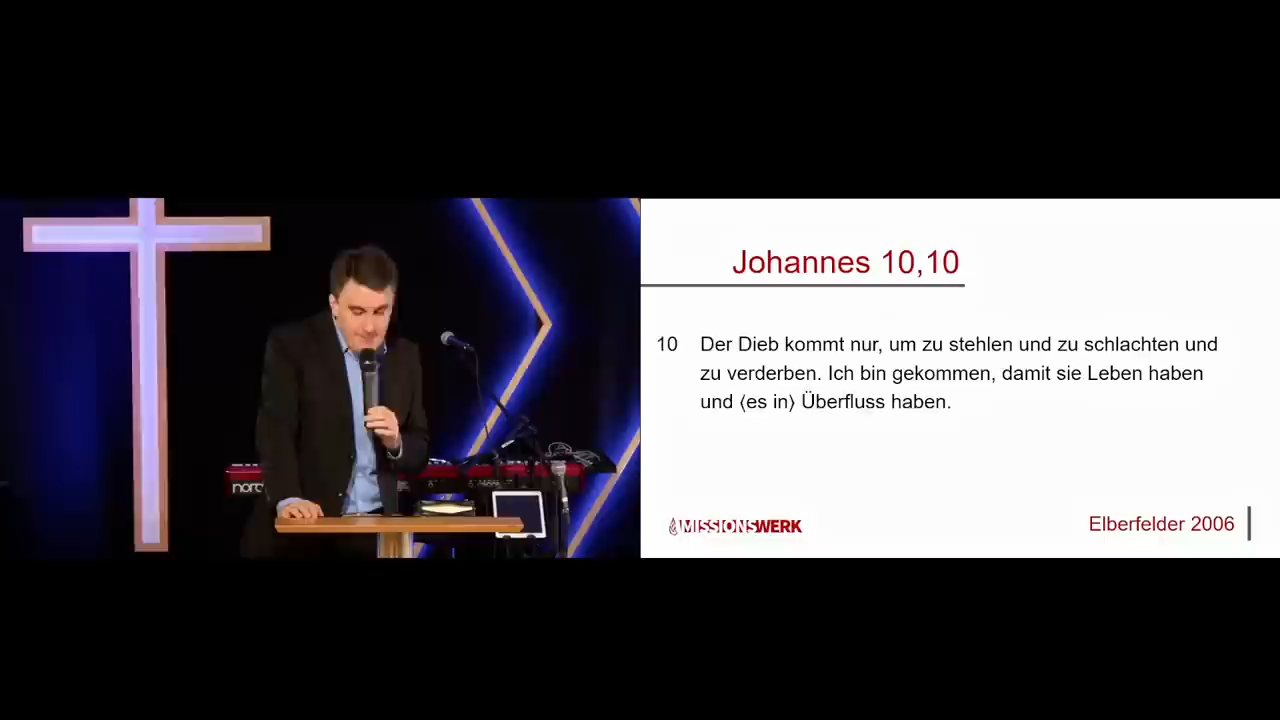 nord
Johannes 10,10
10 Der Dieb kommt nur, um zu stehlen und zu schlachten und
zu verderben. Ich bin gekommen, damit sie Leben haben
und ⟨es in⟩ Überfluss haben.
MISSIONSWERK
Elberfelder 2006